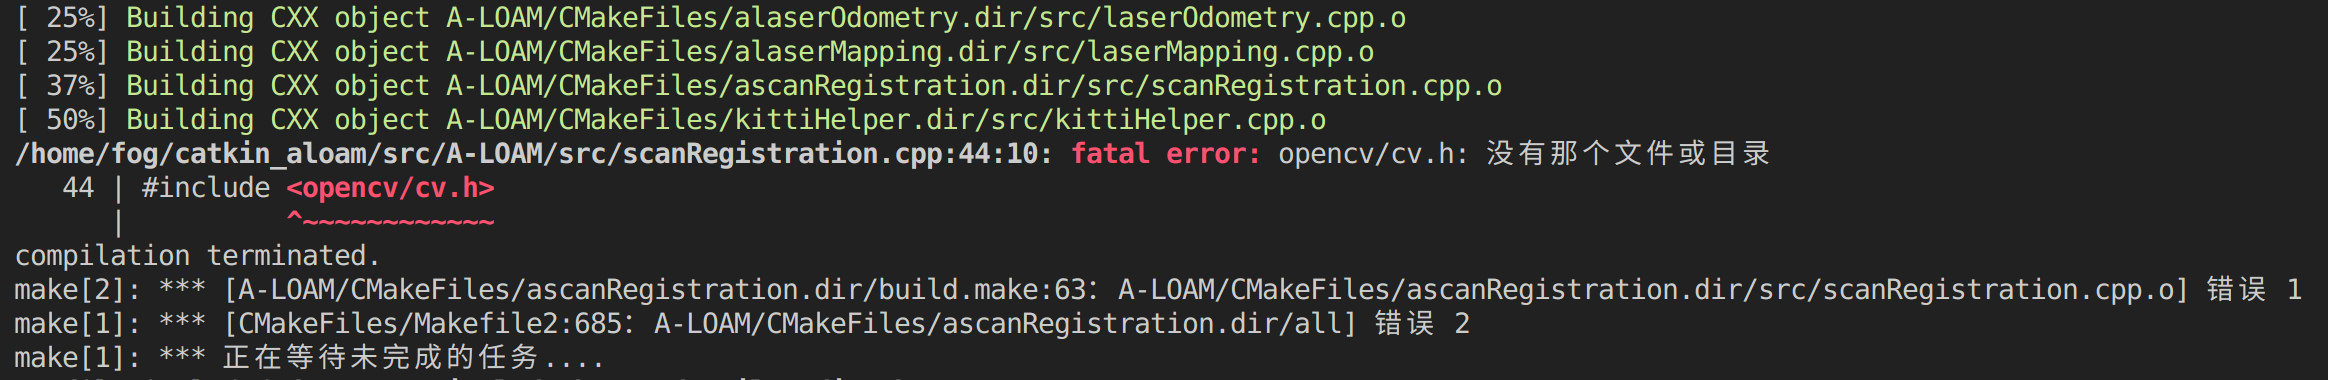 [ 25%] Building CXX object A-LOAM/CMakeFiles/alaserOdometry.dir/src/laserOdometry.cpp.o
[ 25%] Building CXX object A-LOAM/CMakeFiles/alaserMapping.dir/src/laserMapping.cpp.o
[ 37%] Building CXX object A-LOAM/CMakeFiles/ascanRegistration.dir/src/scanRegistration.cpp.o
[ 50%] Building CXX object A-LOAM/CMakeFiles/kittiHelper.dir/src/kittiHelper.cpp.o
/home/fog/catkin_aloam/src/A-LOAM/src/scanRegistration.cpp:44:10: fatal error: opencv/cv.h: 没有那个文件或目录
   44 | #include <opencv/cv.h>
      |          ^~~~~~~~~~~~~
compilation terminated.
make[2]: *** [A-LOAM/CMakeFiles/ascanRegistration.dir/build.make:63：A-LOAM/CMakeFiles/ascanRegistration.dir/src/scanRegistration.cpp.o] 错误 1
make[1]: *** [CMakeFiles/Makefile2:685：A-LOAM/CMakeFiles/ascanRegistration.dir/all] 错误 2
make[1]: *** 正在等待未完成的任务....